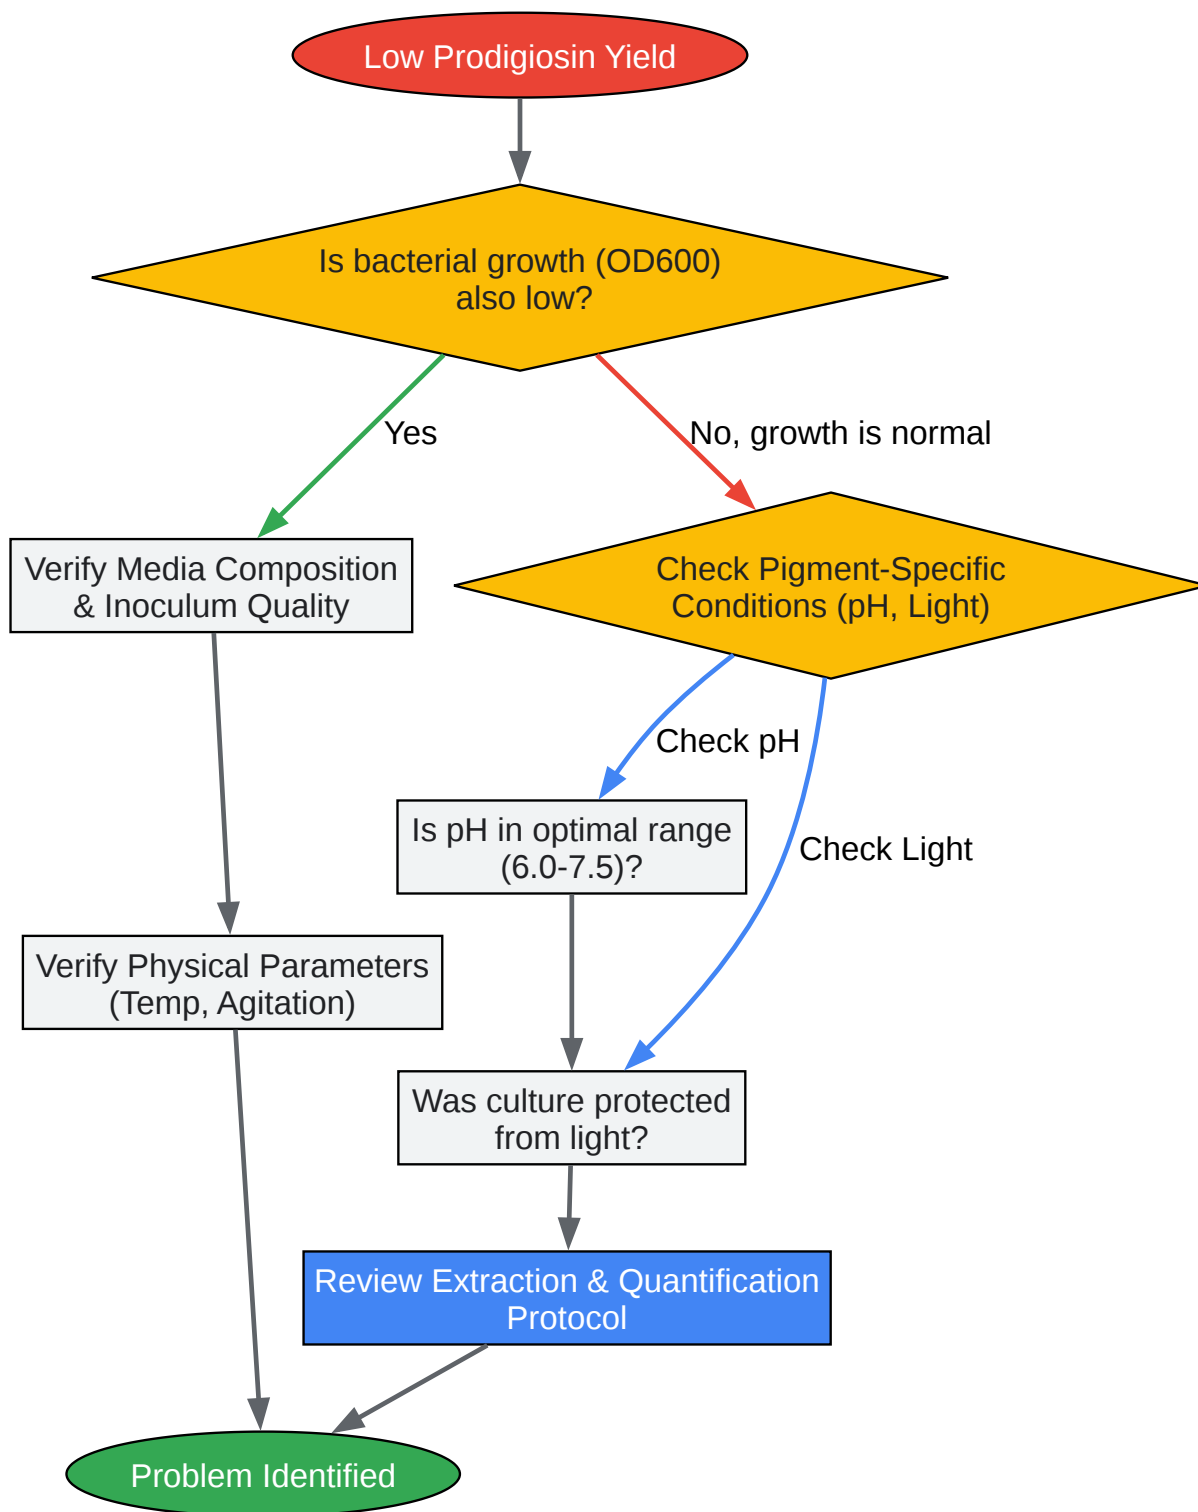 Low Prodigiosin Yield
Is bacterial growth (OD600)
also low?
Yes
No, growth is normal
Verify Media Composition
& Inoculum Quality
Check Pigment-Specific
Conditions (pH, Light)
Check pH
Is pH in optimal range
(6.0-7.5)?
Check Light
Verify Physical Parameters
(Temp, Agitation)
Was culture protected
from light?
Review Extraction & Quantification
Protocol
Problem Identified